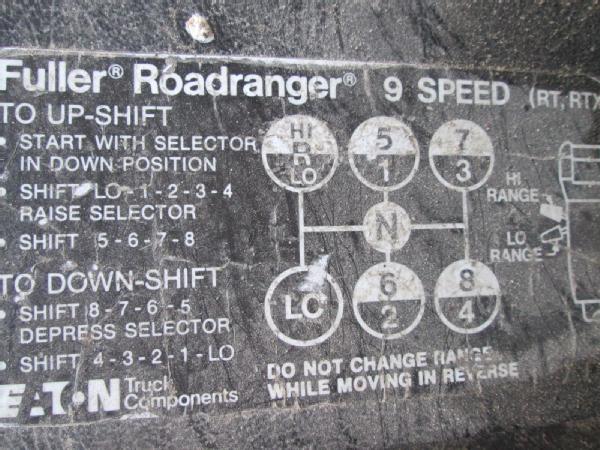 Fuller® Roadranger® 9 SPEED (RT, RTX
TO UP-SHIFT
• START WITH SELECTOR
IN DOWN POSITION
• SHIFT LO-1-2-3-4
RAISE SELECTOR
• SHIFT 5-6-7-8
TO DOWN-SHIFT
• SHIFT 8-7-6-5
DEPRESS SELECTOR
• SHIFT 4-3-2-1-LO
EATON Truck
Components
HI
R
LO
5
1
7
3
N
LO
6
2
8
4
HI
RANGE
LO
RANGE
DO NOT CHANGE RANGE
WHILE MOVING IN REVERSE